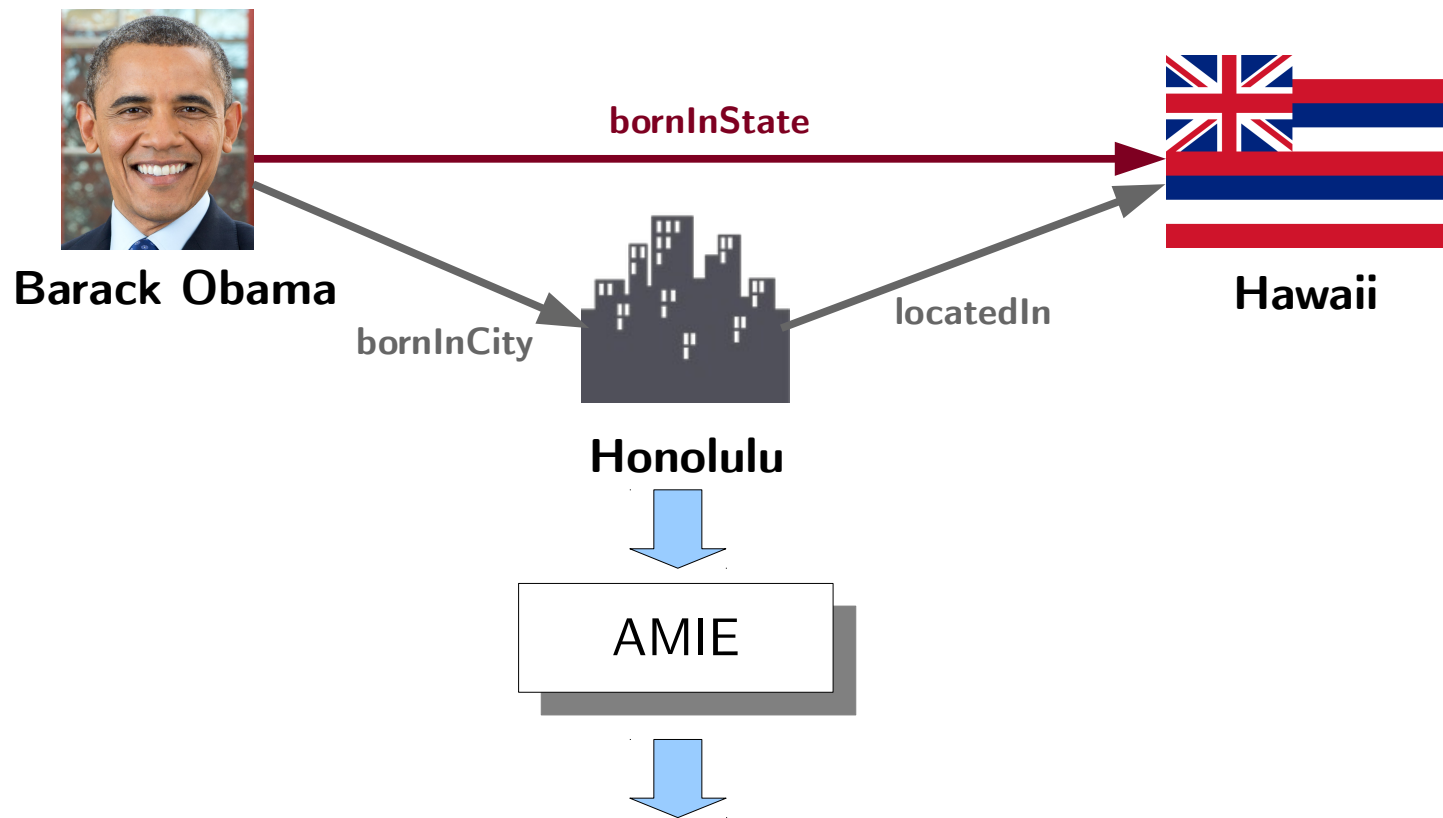 bornInState
Barack Obama
Hawaii
locatedIn
bornInCity
Honolulu
AMIE